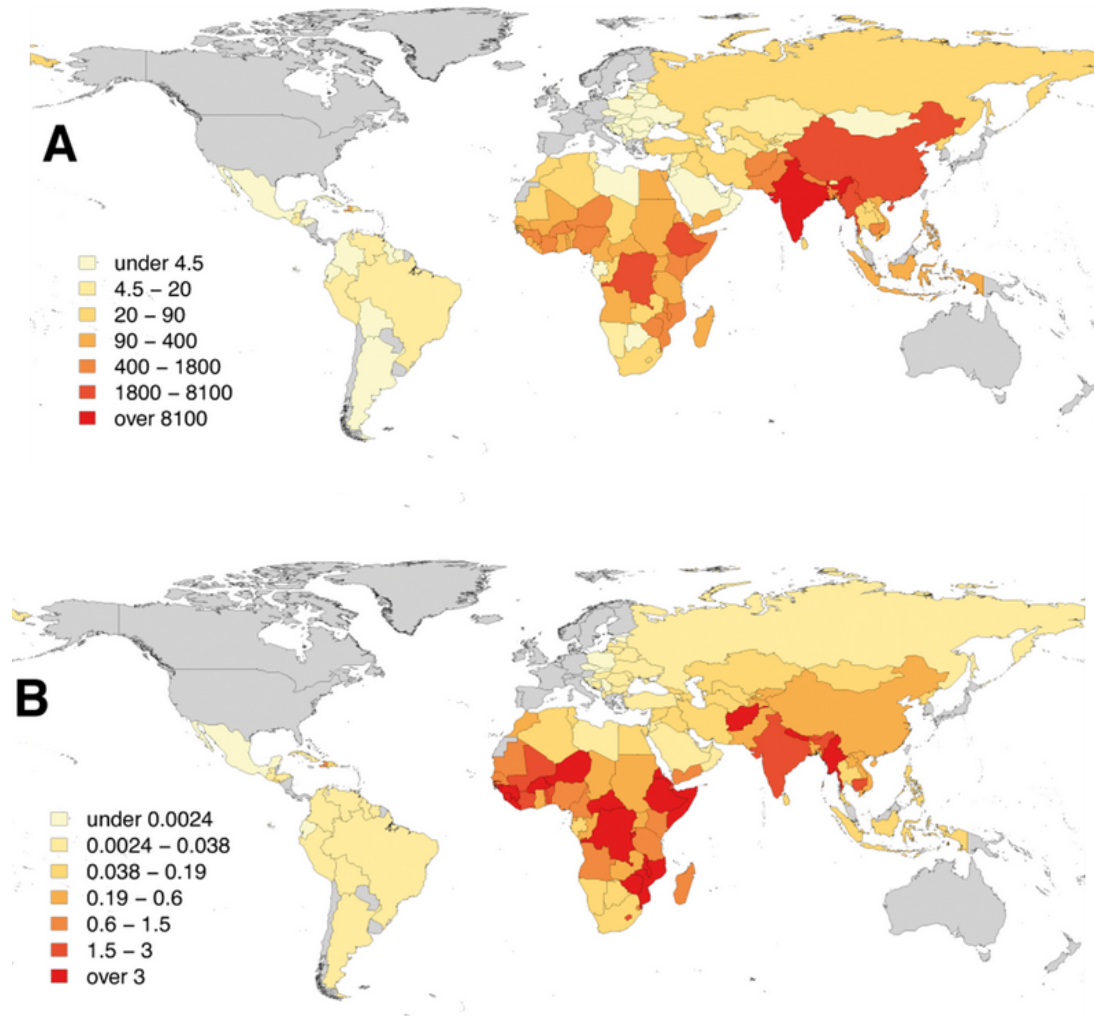 A
under 4.5
4.5 – 20
20 – 90
90 – 400
400 – 1800
1800 – 8100
over 8100
B
under 0.0024
0.0024 – 0.038
0.038 – 0.19
0.19 – 0.6
0.6 – 1.5
1.5 – 3
over 3